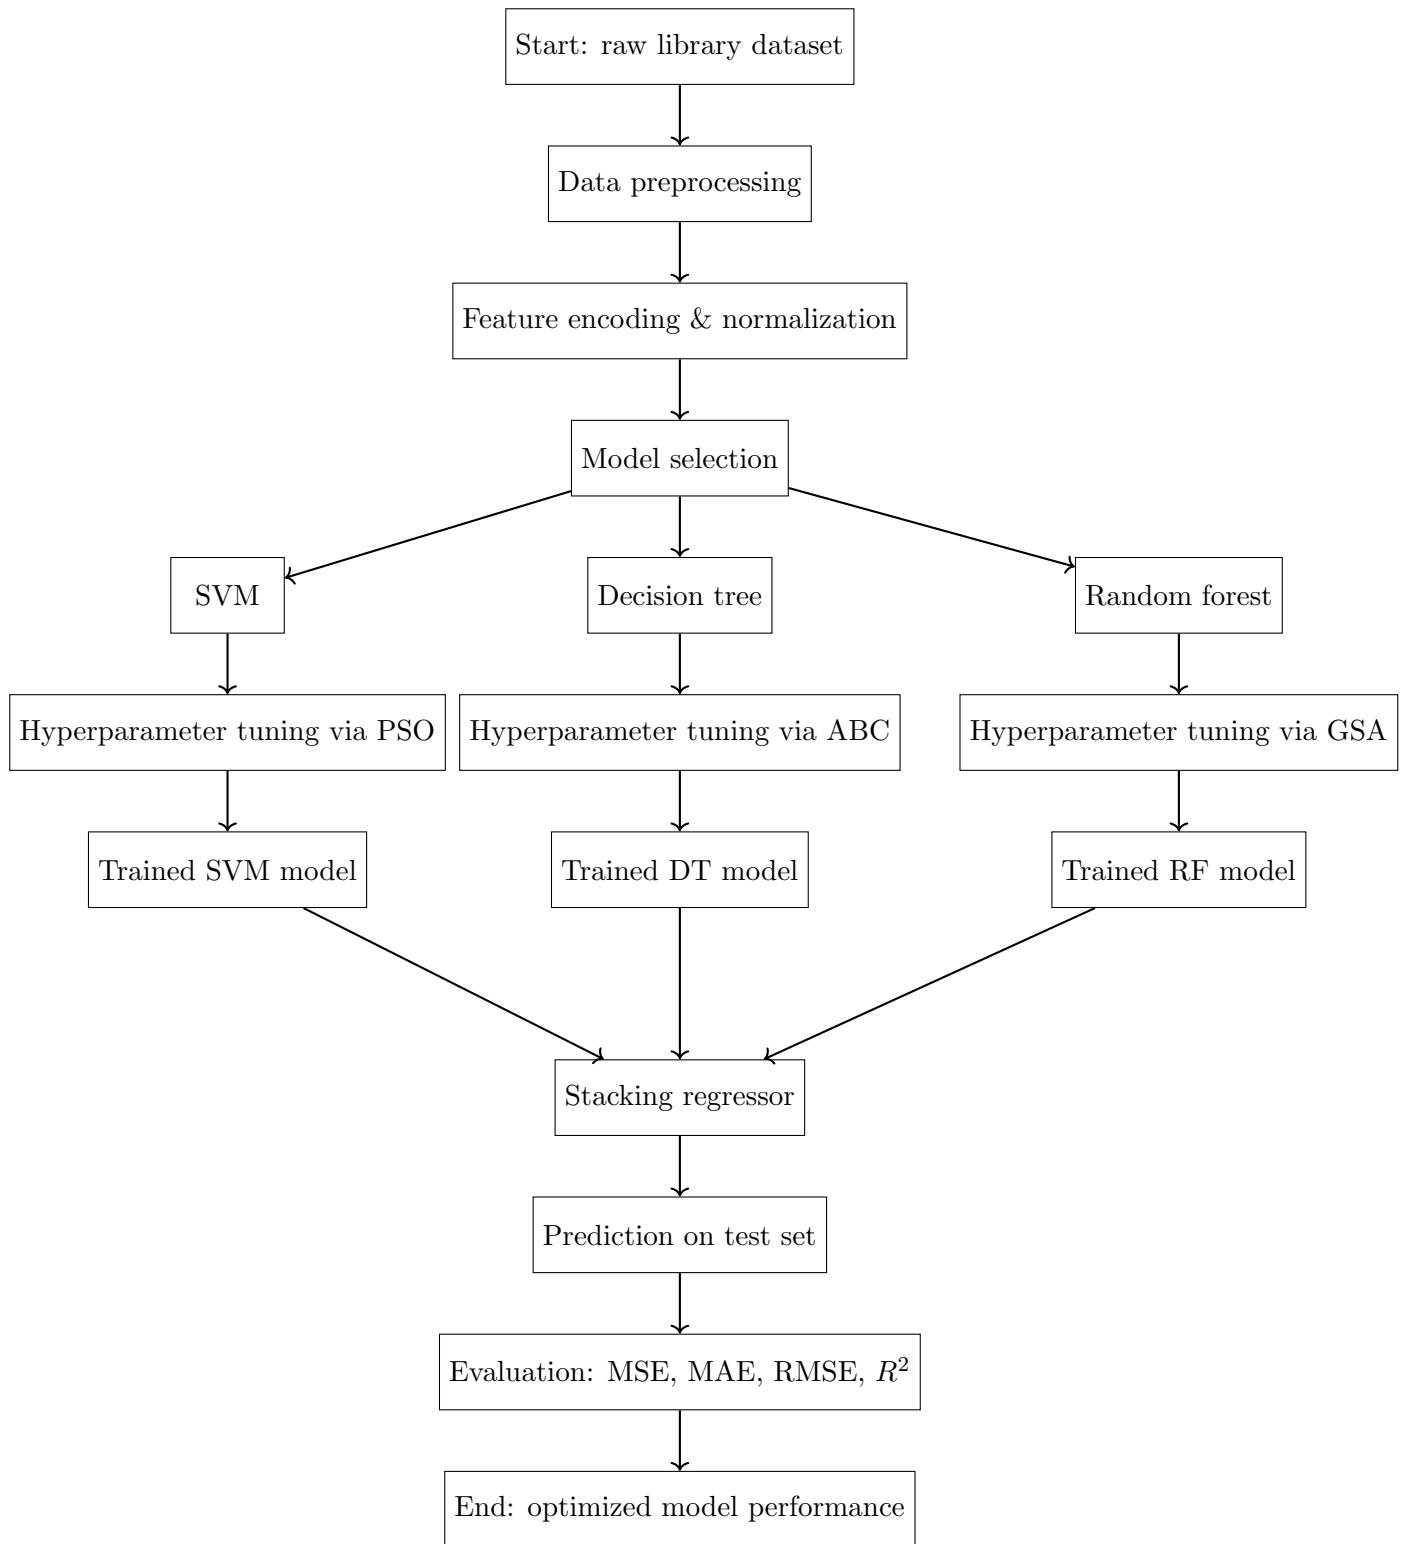 Start: raw library dataset
Data preprocessing
Feature encoding & normalization
Model selection
SVM
Decision tree
Random forest
Hyperparameter tuning via PSO
Hyperparameter tuning via ABC
Hyperparameter tuning via GSA
Trained SVM model
Trained DT model
Trained RF model
Stacking regressor
Prediction on test set
Evaluation: MSE, MAE, RMSE, R²
End: optimized model performance